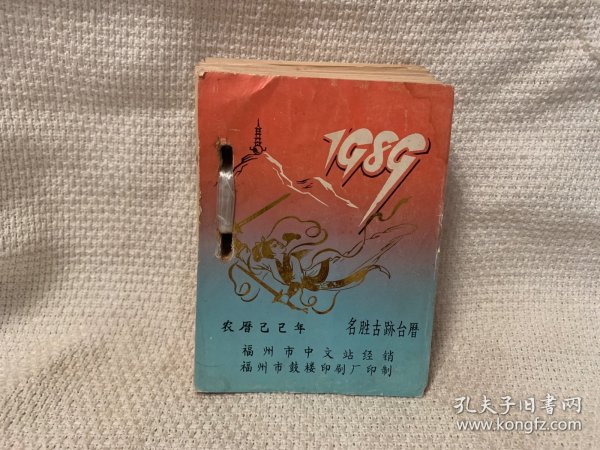 1989
农历己巳年 名胜古跡台历
福州市中文站经销
福州市鼓楼印刷厂印制
孔夫子旧书网
www.kongfz.com